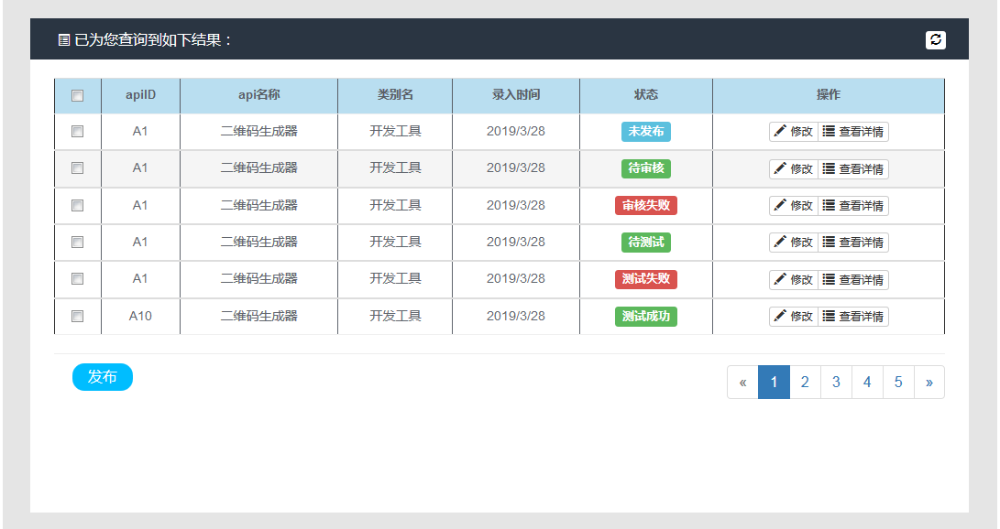 已为您查询到如下结果：
apiID api名称 类别名 录入时间 状态 操作
A1 二维码生成器 开发工具 2019/3/28 未发布 修改 查看详情
A1 二维码生成器 开发工具 2019/3/28 待审核 修改 查看详情
A1 二维码生成器 开发工具 2019/3/28 审核失败 修改 查看详情
A1 二维码生成器 开发工具 2019/3/28 待测试 修改 查看详情
A1 二维码生成器 开发工具 2019/3/28 测试失败 修改 查看详情
A10 二维码生成器 开发工具 2019/3/28 测试成功 修改 查看详情
发布 « 1 2 3 4 5 »